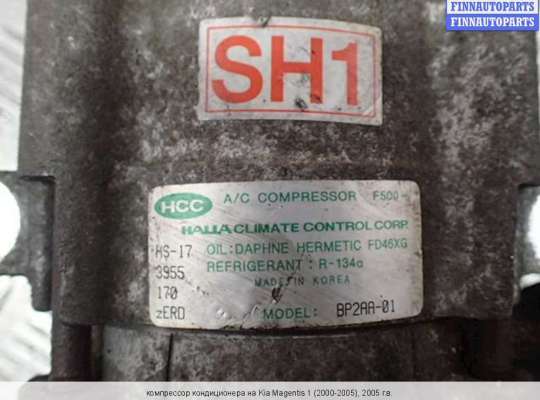 FINNAUTOPARTS
FINNAUTOPARTS
SH1
HCC A/C COMPRESSOR F500-
HALLA CLIMATE CONTROL CORP.
HS-17 OIL:DAPHNE HERMETIC FD46XG
3955 REFRIGERANT : R-134a
170 MADE IN KOREA
zERD MODEL: BP2AA-01
компрессор кондиционера на Kia Magentis 1 (2000-2005), 2005 г.в.